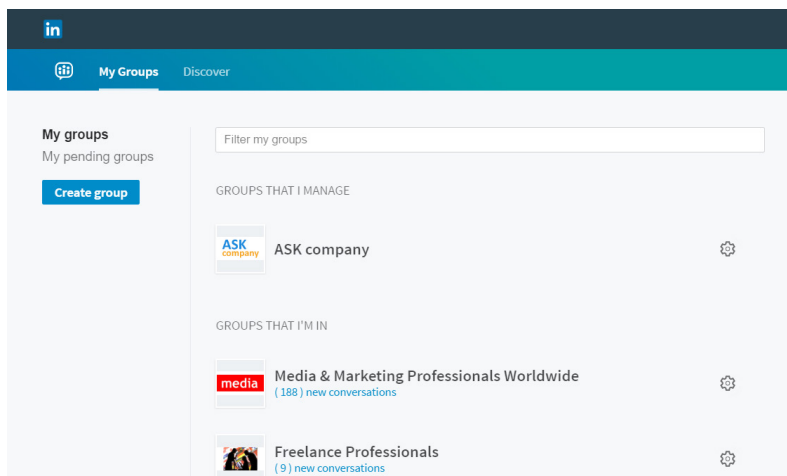 in
My Groups Discover
My groups
My pending groups
Create group
Filter my groups
GROUPS THAT I MANAGE
ASK
company
ASK company
GROUPS THAT I'M IN
media
Media & Marketing Professionals Worldwide
( 188 ) new conversations
Freelance Professionals
( 9 ) new conversations